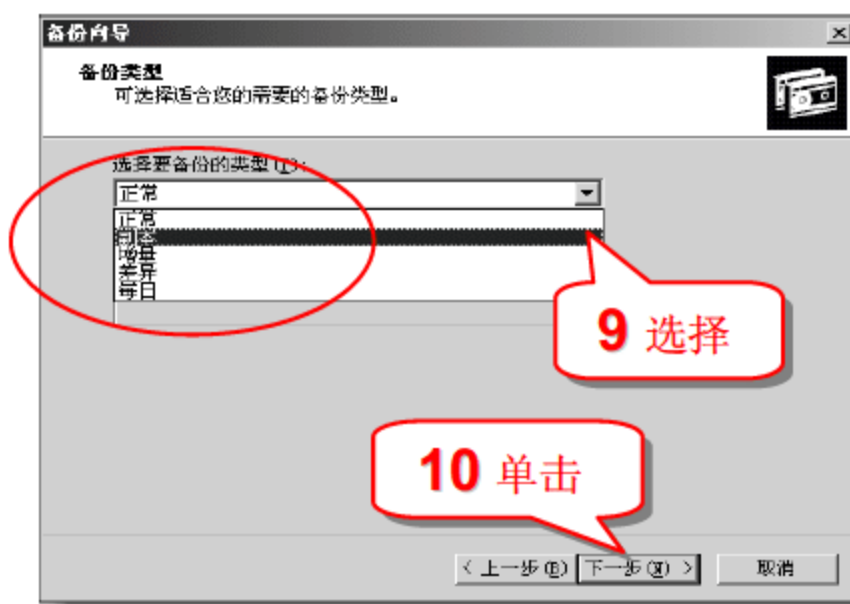 备份向导
备份类型
可选择适合您的需要的备份类型。
选择要备份的类型(T):
正常
正常
副本
增量
差异
每日
9 选择
10 单击
< 上一步(B)
下一步(N) >
取消